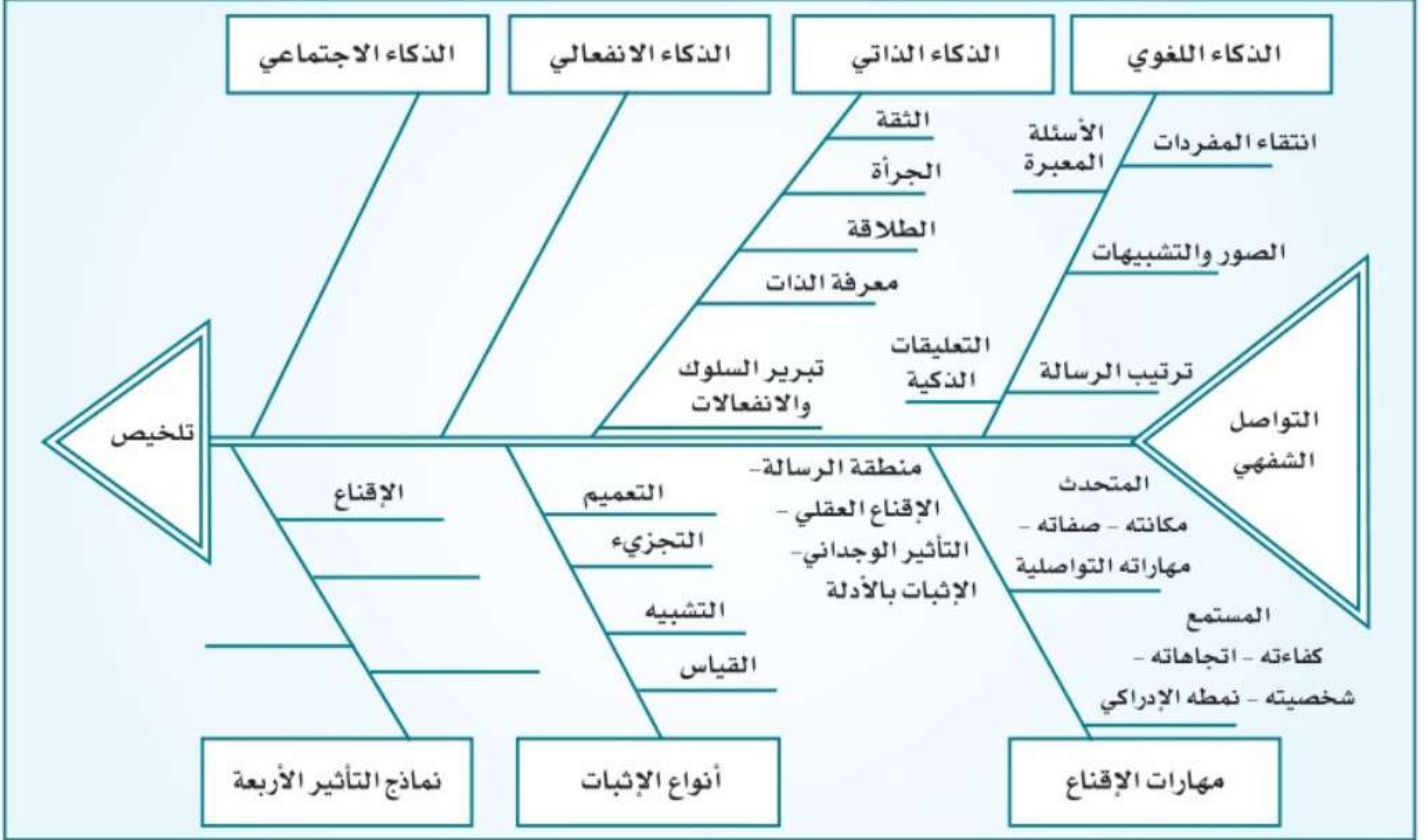 الذكاء اللغوي
الذكاء الذاتي
الذكاء الانفعالي
الذكاء الاجتماعي
انتقاء المفردات
الأسئلة
المعبرة
الصور والتشبيهات
ترتيب الرسالة
التعليقات
الذكية
الثقة
الجرأة
الطلاقة
معرفة الذات
تبرير السلوك
والانفعالات
التواصل
الشفهي
تلخيص
المتحدث
مكانته – صفاته –
مهاراته التواصلية
المستمع
كفاءته – اتجاهاته –
شخصيته – نمطه الإدراكي
منطقة الرسالة–
الإقناع العقلي –
التأثير الوجداني–
الإثبات بالأدلة
التعميم
التجزيء
التشبيه
القياس
الإقناع
مهارات الإقناع
أنواع الإثبات
نماذج التأثير الأربعة